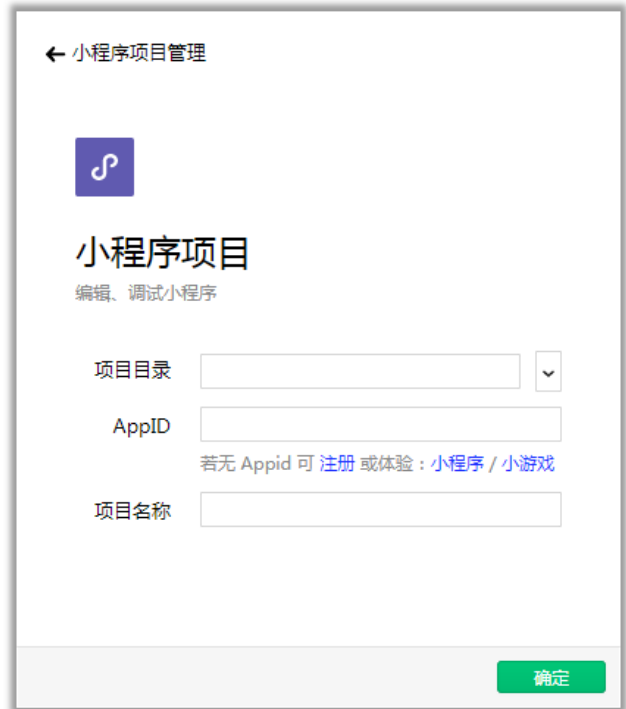 小程序项目管理
小程序项目
编辑、调试小程序
项目目录
AppID
若无 Appid 可 注册 或体验：小程序 / 小游戏
项目名称
确定